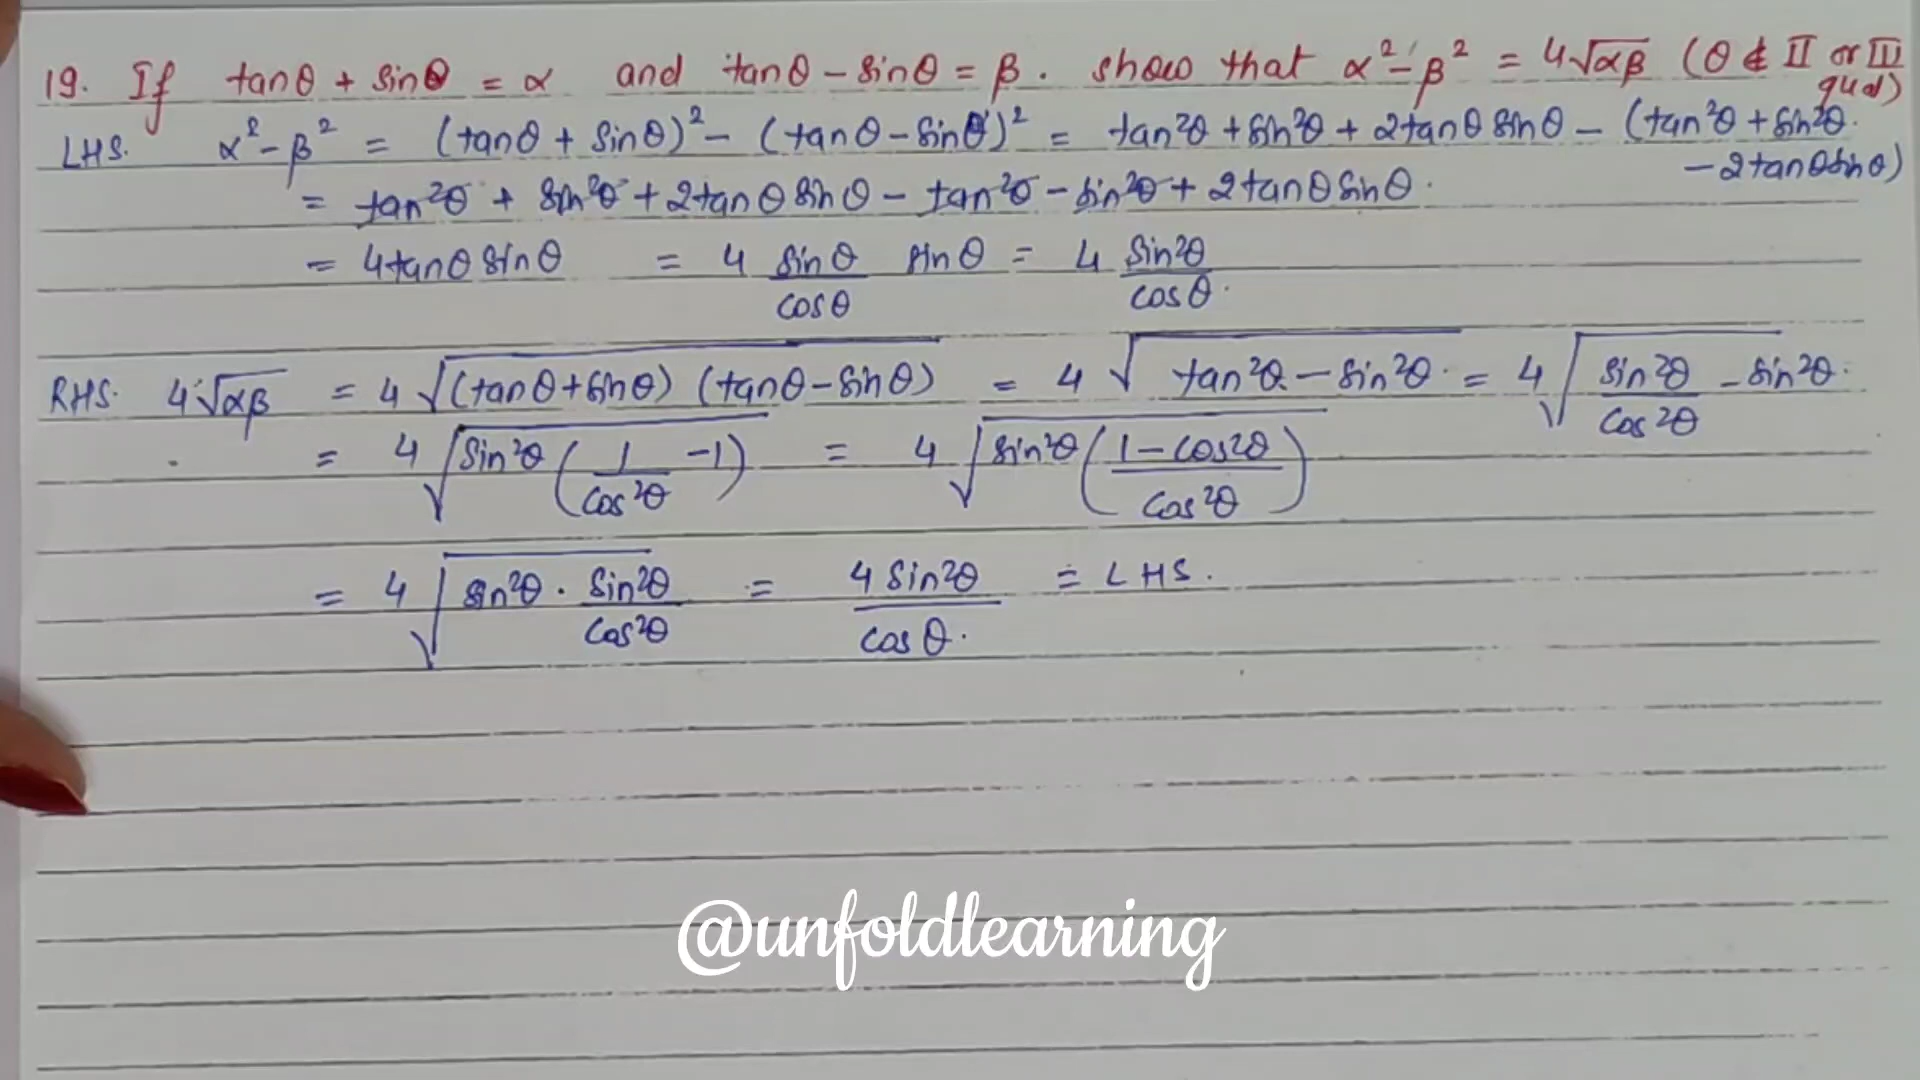 19. If tanθ + sinθ = α and tanθ - sinθ = β. show that α² - β² = 4√αβ (θ ∉ II or III quad)
LHS. α² - β² = (tanθ + sinθ)² - (tanθ - sinθ)² = tan²θ + sin²θ + 2tanθ sinθ - (tan²θ + sin²θ. - 2tanθsinθ)
= tan²θ + sin²θ + 2tanθ sinθ - tan²θ - sin²θ + 2tanθ sinθ.
= 4tanθ sinθ = 4 sinθ/cosθ sinθ = 4 sin²θ/cosθ.
RHS. 4√αβ = 4√(tanθ + sinθ) (tanθ - sinθ) = 4√tan²θ - sin²θ. = 4√sin²θ/cos²θ - sin²θ.
= 4√sin²θ (1/cos²θ - 1) = 4√sin²θ (1 - cos²θ/cos²θ)
= 4√sin²θ . sin²θ/cos²θ = 4 sin²θ/cosθ. = LHS.
@unfoldlearning